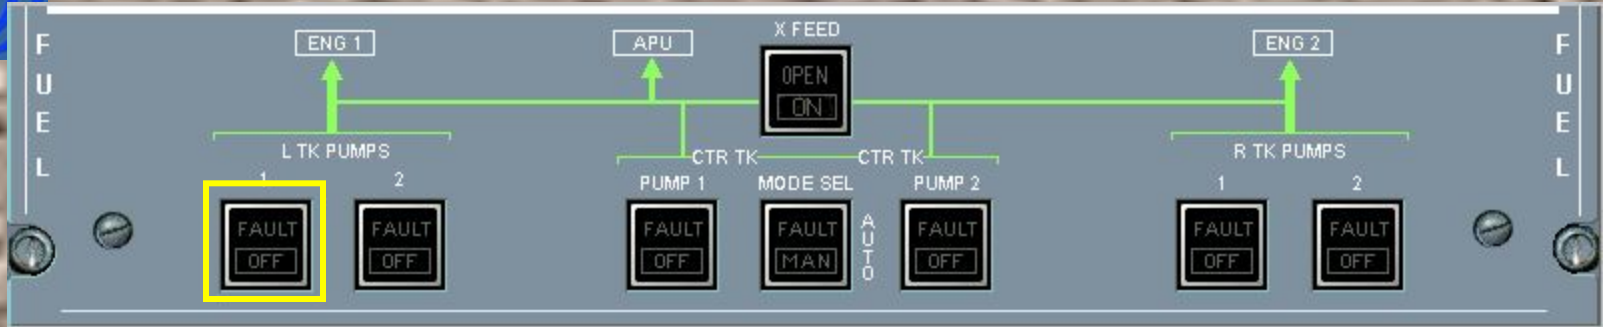 FUEL
ENG 1
APU
X FEED
OPEN
ON
ENG 2
FUEL
L TK PUMPS
1
2
CTR TK
CTR TK
PUMP 1
MODE SEL
PUMP 2
AUTO
R TK PUMPS
1
2
FAULT
OFF
FAULT
OFF
FAULT
OFF
FAULT
MAN
FAULT
OFF
FAULT
OFF
FAULT
OFF